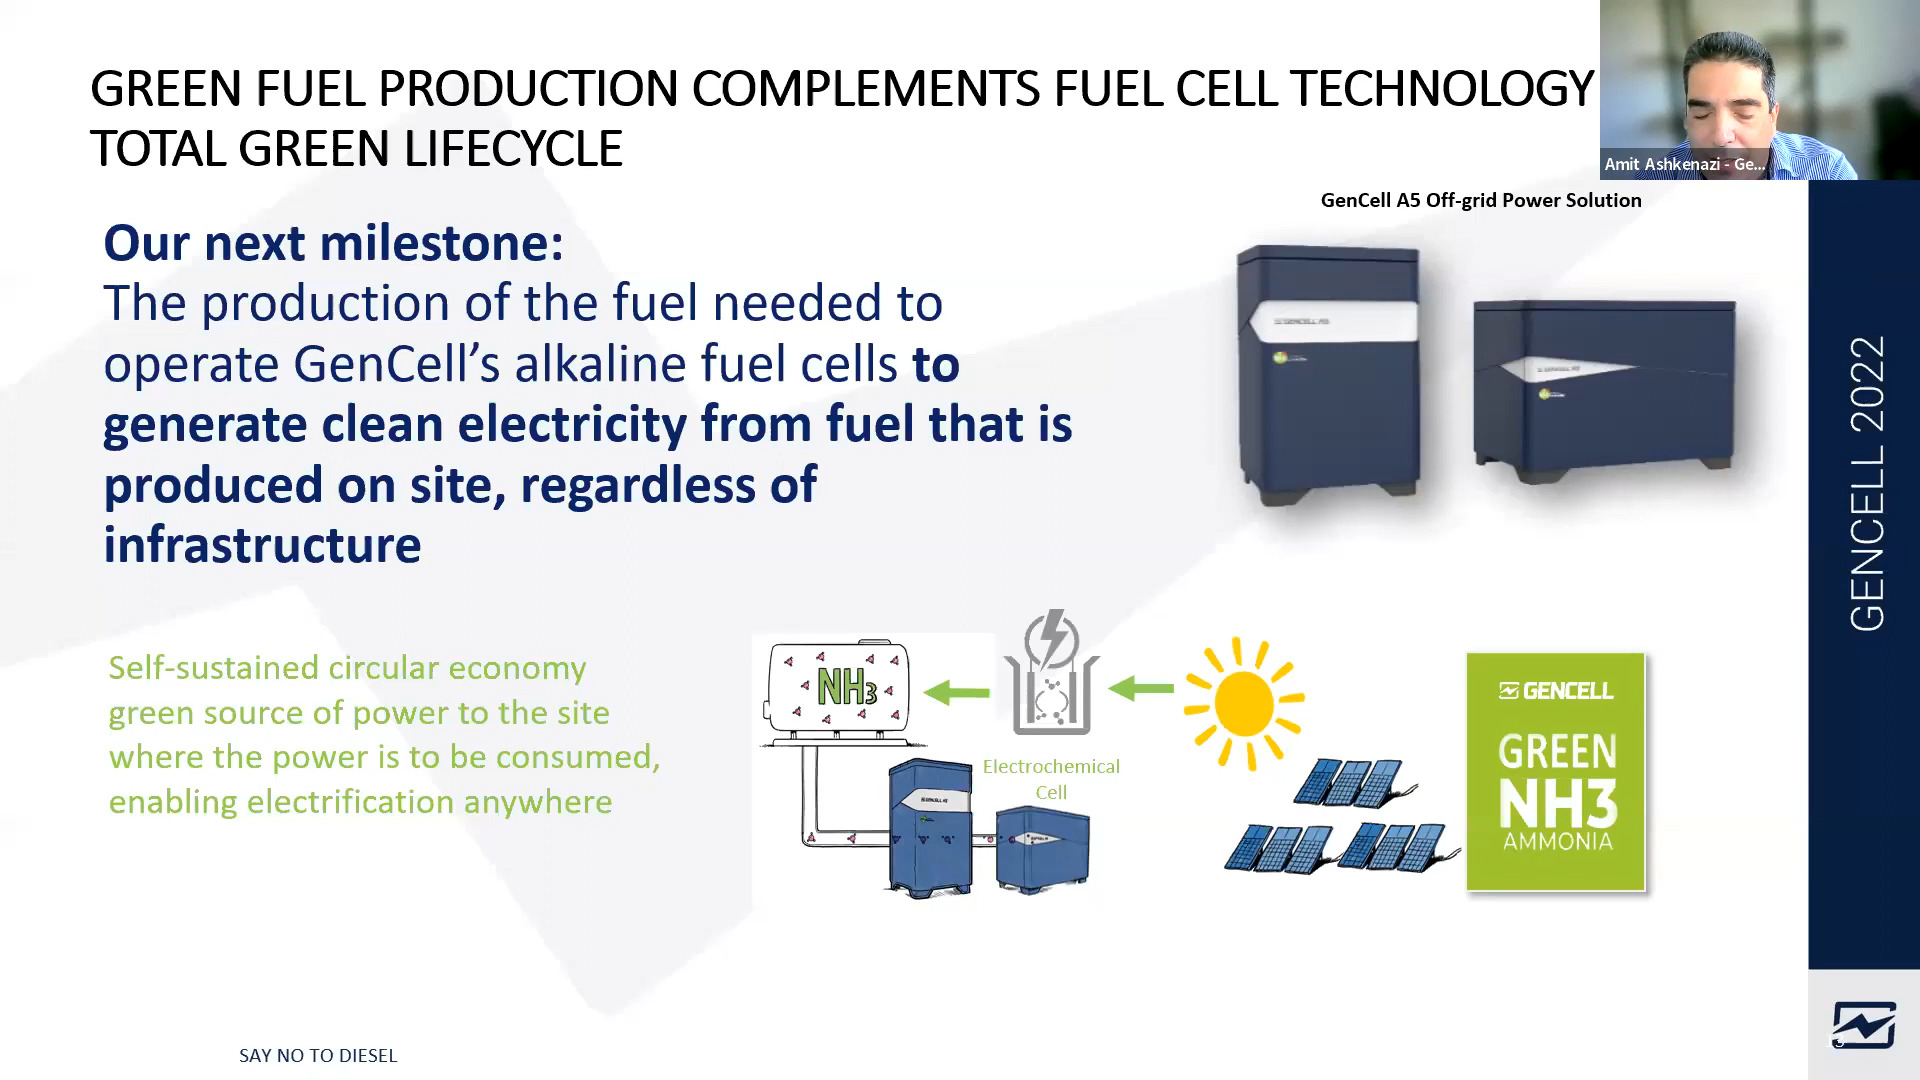 GREEN FUEL PRODUCTION COMPLEMENTS FUEL CELL TECHNOLOGY
TOTAL GREEN LIFECYCLE
Amit Ashkenazi - Ge...
GenCell A5 Off-grid Power Solution
Our next milestone:
The production of the fuel needed to
operate GenCell’s alkaline fuel cells to
generate clean electricity from fuel that is
produced on site, regardless of
infrastructure
GENCELL 2022
Self-sustained circular economy
green source of power to the site
where the power is to be consumed,
enabling electrification anywhere
NH3
Electrochemical
Cell
GENCELL
GREEN
NH3
AMMONIA
SAY NO TO DIESEL
13